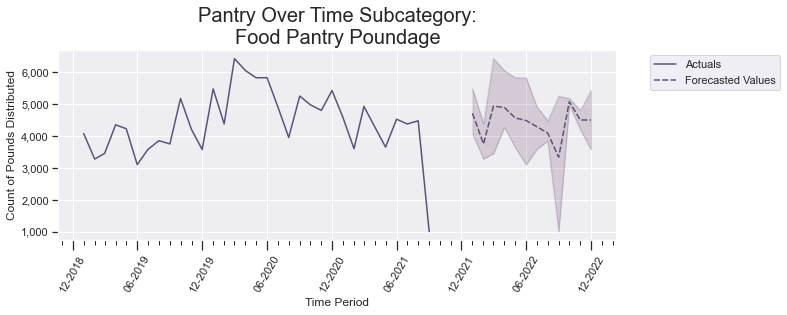 Pantry Over Time Subcategory:
Food Pantry Poundage
Actuals
Forecasted Values
Count of Pounds Distributed
6,000
5,000
4,000
3,000
2,000
1,000
12-2018
06-2019
12-2019
06-2020
12-2020
06-2021
12-2021
06-2022
12-2022
Time Period